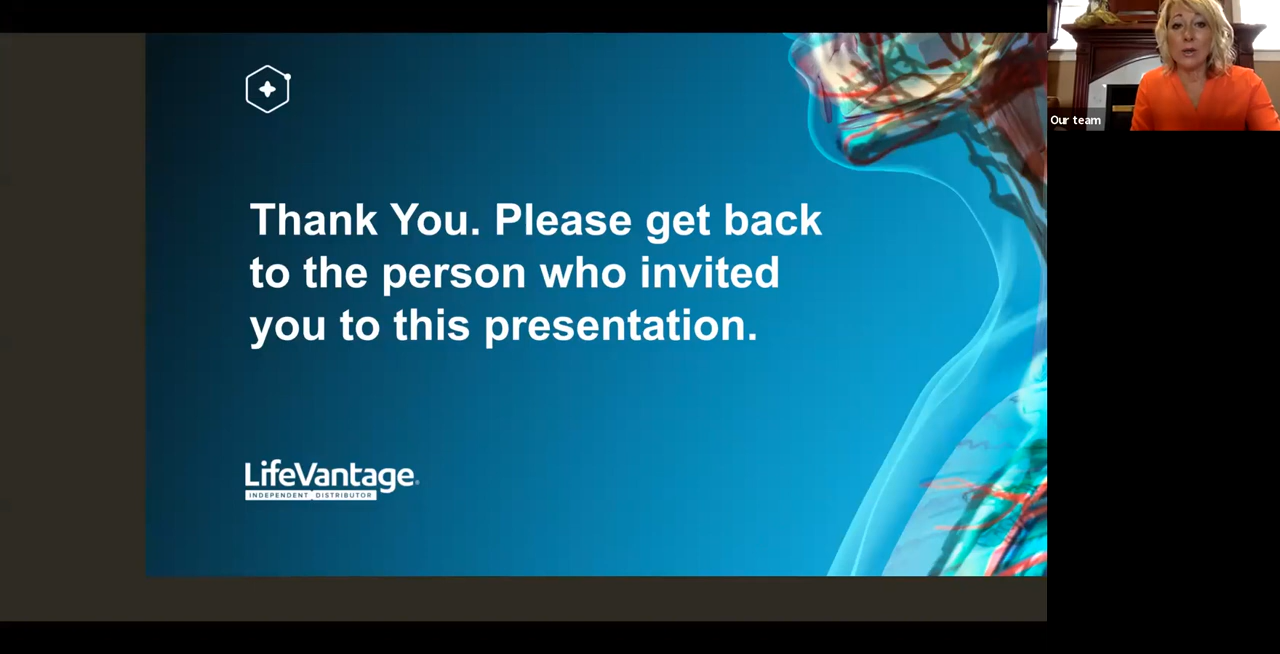 Our team
Thank You. Please get back
to the person who invited
you to this presentation.
LifeVantage
INDEPENDENT DISTRIBUTOR